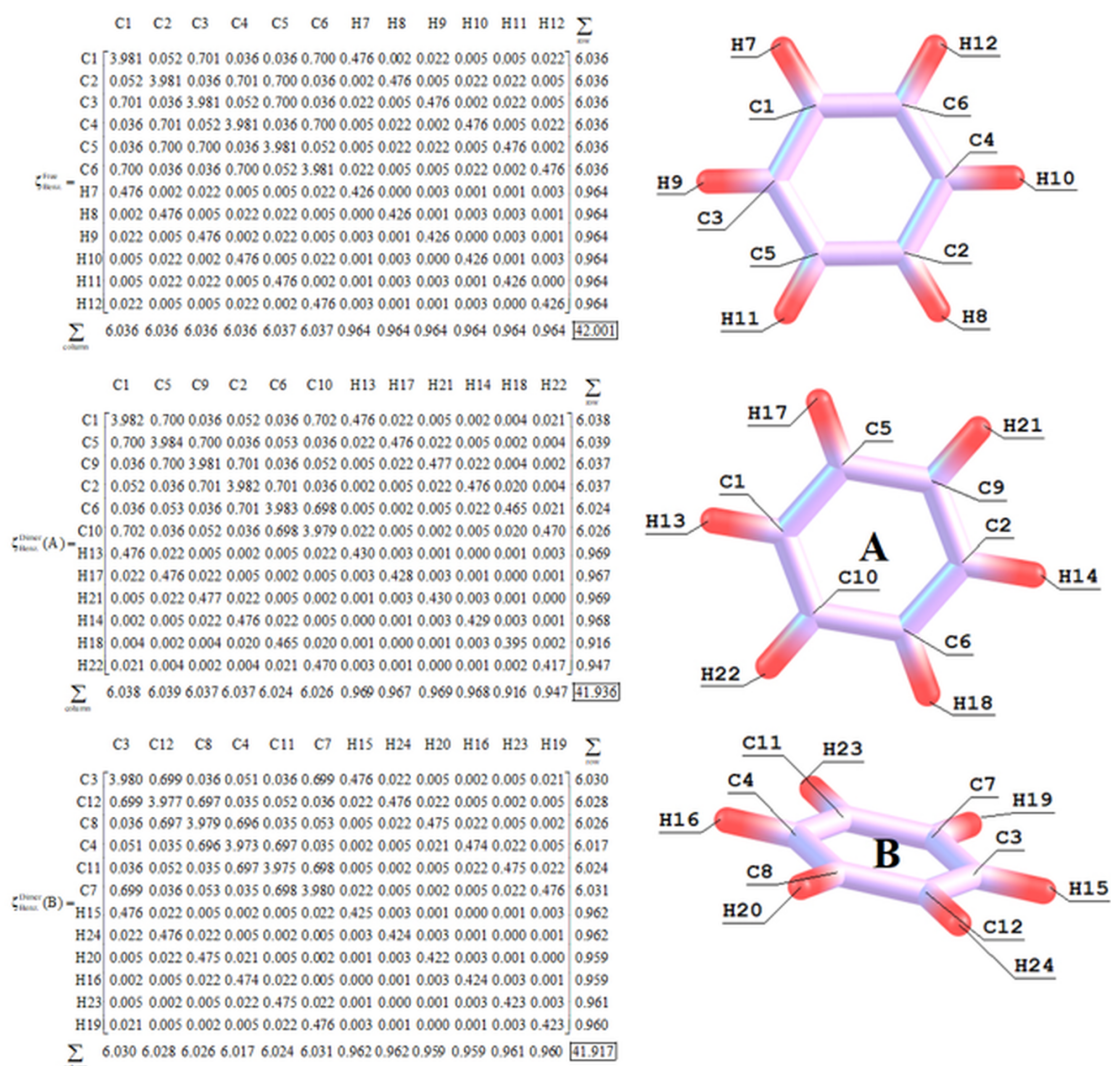 C1 C2 C3 C4 C5 C6 H7 H8 H9 H10 H11 H12 ∑ row
C1 3.981 0.052 0.701 0.036 0.036 0.700 0.476 0.002 0.022 0.005 0.005 0.022 6.036
C2 0.052 3.981 0.036 0.701 0.700 0.036 0.002 0.476 0.005 0.022 0.022 0.005 6.036
C3 0.701 0.036 3.981 0.052 0.700 0.036 0.022 0.005 0.476 0.002 0.022 0.005 6.036
C4 0.036 0.701 0.052 3.981 0.036 0.700 0.005 0.022 0.002 0.476 0.005 0.022 6.036
C5 0.036 0.700 0.700 0.036 3.981 0.052 0.005 0.022 0.022 0.005 0.476 0.002 6.036
C6 0.700 0.036 0.036 0.700 0.052 3.981 0.022 0.005 0.005 0.022 0.002 0.476 6.036
ζ Free Benz. =
H7 0.476 0.002 0.022 0.005 0.005 0.022 0.426 0.000 0.003 0.001 0.001 0.003 0.964
H8 0.002 0.476 0.005 0.022 0.022 0.005 0.000 0.426 0.001 0.003 0.003 0.001 0.964
H9 0.022 0.005 0.476 0.002 0.022 0.005 0.003 0.001 0.426 0.000 0.003 0.001 0.964
H10 0.005 0.022 0.002 0.476 0.005 0.022 0.001 0.003 0.000 0.426 0.001 0.003 0.964
H11 0.005 0.022 0.022 0.005 0.476 0.002 0.001 0.003 0.003 0.001 0.426 0.000 0.964
H12 0.022 0.005 0.005 0.022 0.002 0.476 0.003 0.001 0.001 0.003 0.000 0.426 0.964
∑ column 6.036 6.036 6.036 6.036 6.037 6.037 0.964 0.964 0.964 0.964 0.964 0.964 42.001
H7
H12
C1
C6
C4
H9
H10
C3
C5
C2
H11
H8
C1 C5 C9 C2 C6 C10 H13 H17 H21 H14 H18 H22 ∑ row
C1 3.982 0.700 0.036 0.052 0.036 0.702 0.476 0.022 0.005 0.002 0.004 0.021 6.038
C5 0.700 3.984 0.700 0.036 0.053 0.036 0.022 0.476 0.022 0.005 0.002 0.004 6.039
C9 0.036 0.700 3.981 0.701 0.036 0.052 0.005 0.022 0.477 0.022 0.004 0.002 6.037
C2 0.052 0.036 0.701 3.982 0.701 0.036 0.002 0.005 0.022 0.476 0.020 0.004 6.037
C6 0.036 0.053 0.036 0.701 3.983 0.698 0.005 0.002 0.005 0.022 0.465 0.021 6.024
C10 0.702 0.036 0.052 0.036 0.698 3.979 0.022 0.005 0.002 0.005 0.020 0.470 6.026
ζ Dimer Benz. (A) =
H13 0.476 0.022 0.005 0.002 0.005 0.022 0.430 0.003 0.001 0.000 0.001 0.003 0.969
H17 0.022 0.476 0.022 0.005 0.002 0.005 0.003 0.428 0.003 0.001 0.000 0.001 0.967
H21 0.005 0.022 0.477 0.022 0.005 0.002 0.001 0.003 0.430 0.003 0.001 0.000 0.969
H14 0.002 0.005 0.022 0.476 0.022 0.005 0.000 0.001 0.003 0.429 0.003 0.001 0.968
H18 0.004 0.002 0.004 0.020 0.465 0.020 0.001 0.000 0.001 0.003 0.395 0.002 0.916
H22 0.021 0.004 0.002 0.004 0.021 0.470 0.003 0.001 0.000 0.001 0.002 0.417 0.947
∑ column 6.038 6.039 6.037 6.037 6.024 6.026 0.969 0.967 0.969 0.968 0.916 0.947 41.936
H17
C5
H21
C1
C9
H13
C2
A
C10
H14
C6
H22
H18
C3 C12 C8 C4 C11 C7 H15 H24 H20 H16 H23 H19 ∑ row
C3 3.980 0.699 0.036 0.051 0.036 0.699 0.476 0.022 0.005 0.002 0.005 0.021 6.030
C12 0.699 3.977 0.697 0.035 0.052 0.036 0.022 0.476 0.022 0.005 0.002 0.005 6.028
C8 0.036 0.697 3.979 0.696 0.035 0.053 0.005 0.022 0.475 0.022 0.005 0.002 6.026
C4 0.051 0.035 0.696 3.973 0.697 0.035 0.002 0.005 0.021 0.474 0.022 0.005 6.017
C11 0.036 0.052 0.035 0.697 3.975 0.698 0.005 0.002 0.005 0.022 0.475 0.022 6.024
C7 0.699 0.036 0.053 0.035 0.698 3.980 0.022 0.005 0.002 0.005 0.022 0.476 6.031
ζ Dimer Benz. (B) =
H15 0.476 0.022 0.005 0.002 0.005 0.022 0.425 0.003 0.001 0.000 0.001 0.003 0.962
H24 0.022 0.476 0.022 0.005 0.002 0.005 0.003 0.424 0.003 0.001 0.000 0.001 0.962
H20 0.005 0.022 0.475 0.021 0.005 0.002 0.001 0.003 0.422 0.003 0.001 0.000 0.959
H16 0.002 0.005 0.022 0.474 0.022 0.005 0.000 0.001 0.003 0.424 0.003 0.001 0.959
H23 0.005 0.002 0.005 0.022 0.475 0.022 0.001 0.000 0.001 0.003 0.423 0.003 0.961
H19 0.021 0.005 0.002 0.005 0.022 0.476 0.003 0.001 0.000 0.001 0.003 0.423 0.960
∑ 6.030 6.028 6.026 6.017 6.024 6.031 0.962 0.962 0.959 0.959 0.961 0.960 41.917
C11
H23
C4
C7
H19
H16
B
C3
C8
H15
H20
C12
H24